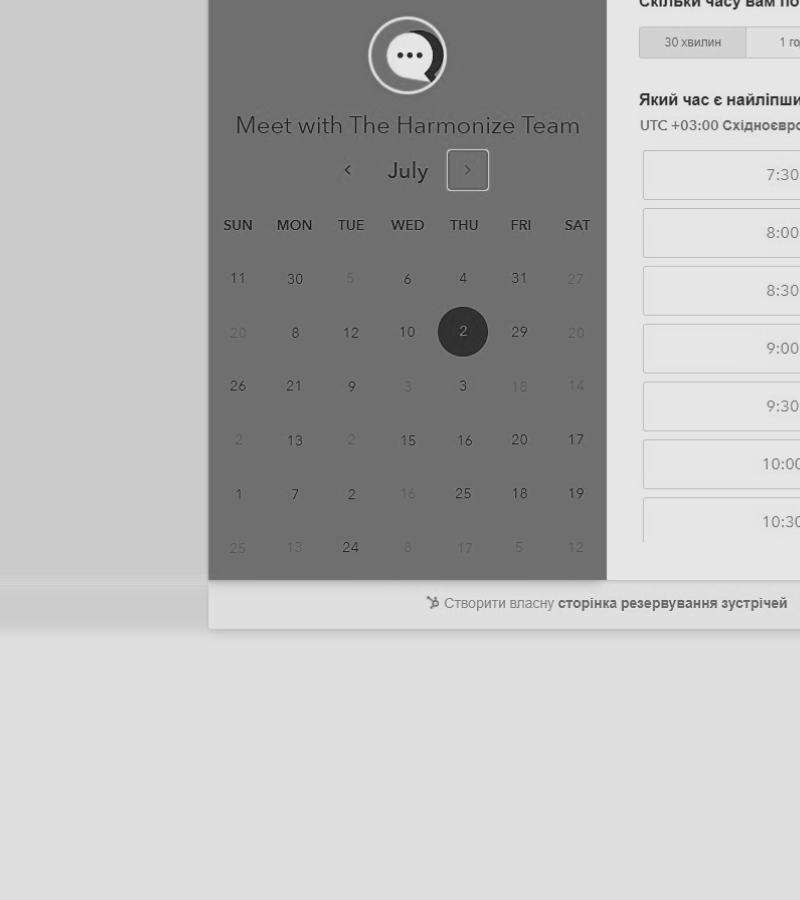 Скільки часу вам по
30 хвилин 1 го
Meet with The Harmonize Team
Який час є найліпши
UTC +03:00 Східноєвро
July
7:30
SUN MON TUE WED THU FRI SAT
8:00
11 30 5 6 4 31 27
8:30
20 8 12 10 2 29 20
9:00
26 21 9 3 3 18 14
9:30
2 13 2 15 16 20 17
10:00
1 7 2 16 25 18 19
10:30
25 13 24 8 17 5 12
Створити власну сторінка резервування зустрічей